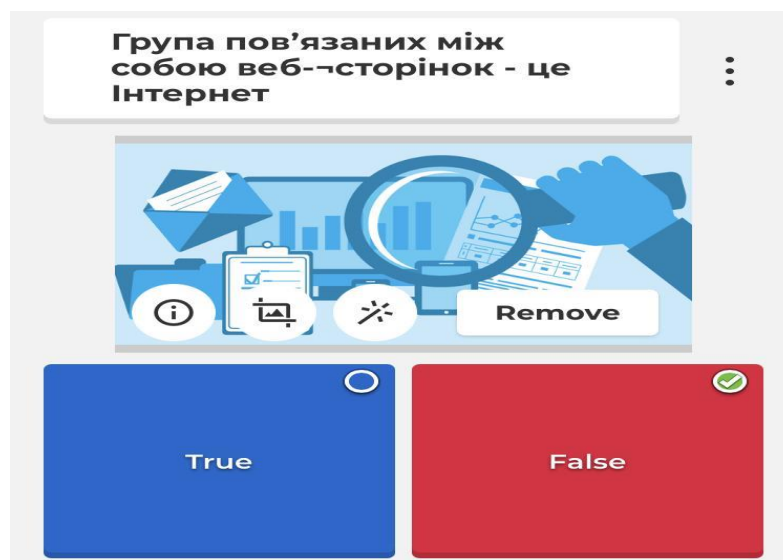 Група пов’язаних між
собою веб-¬сторінок - це
Інтернет
Remove
True
False